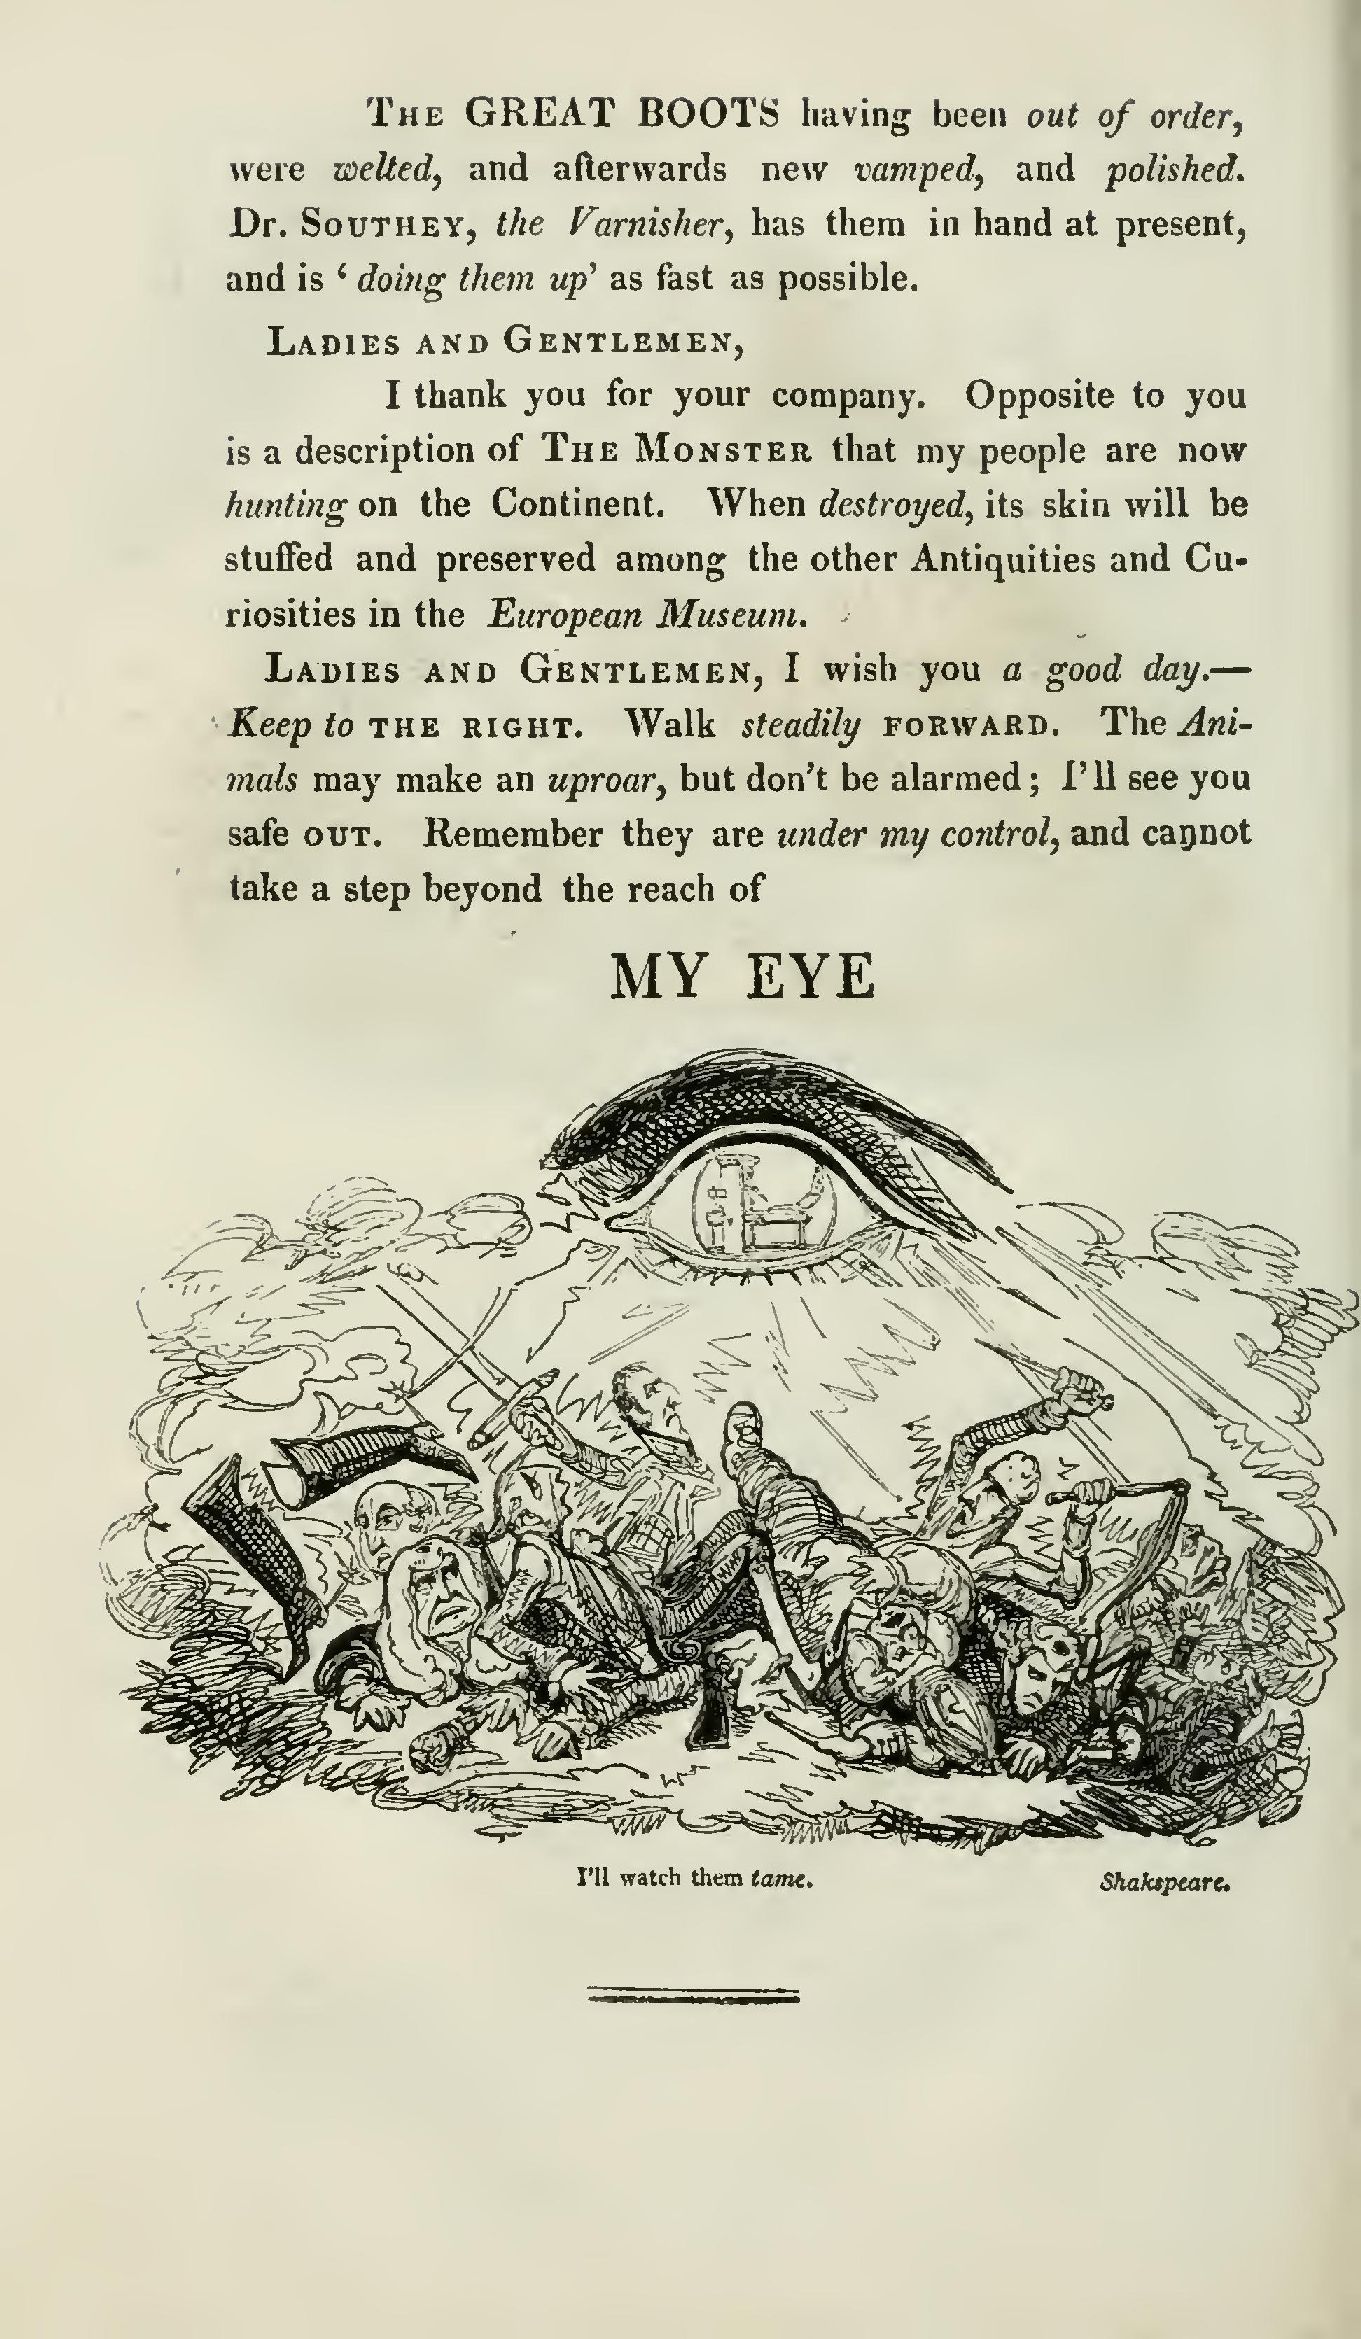 THE GREAT BOOTS having been out of order,
were welted, and afterwards new vamped, and polished.
Dr. SOUTHEY, the Varnisher, has them in hand at present,
and is ‘ doing them up’ as fast as possible.
LADIES AND GENTLEMEN,
I thank you for your company. Opposite to you
is a description of THE MONSTER that my people are now
hunting on the Continent. When destroyed, its skin will be
stuffed and preserved among the other Antiquities and Cu-
riosities in the European Museum.
LADIES AND GENTLEMEN, I wish you a good day.—
Keep to THE RIGHT. Walk steadily FORWARD. The Ani-
mals may make an uproar, but don’t be alarmed; I’ll see you
safe OUT. Remember they are under my control, and cannot
take a step beyond the reach of
MY EYE
I’ll watch them tame. Shakspeare.